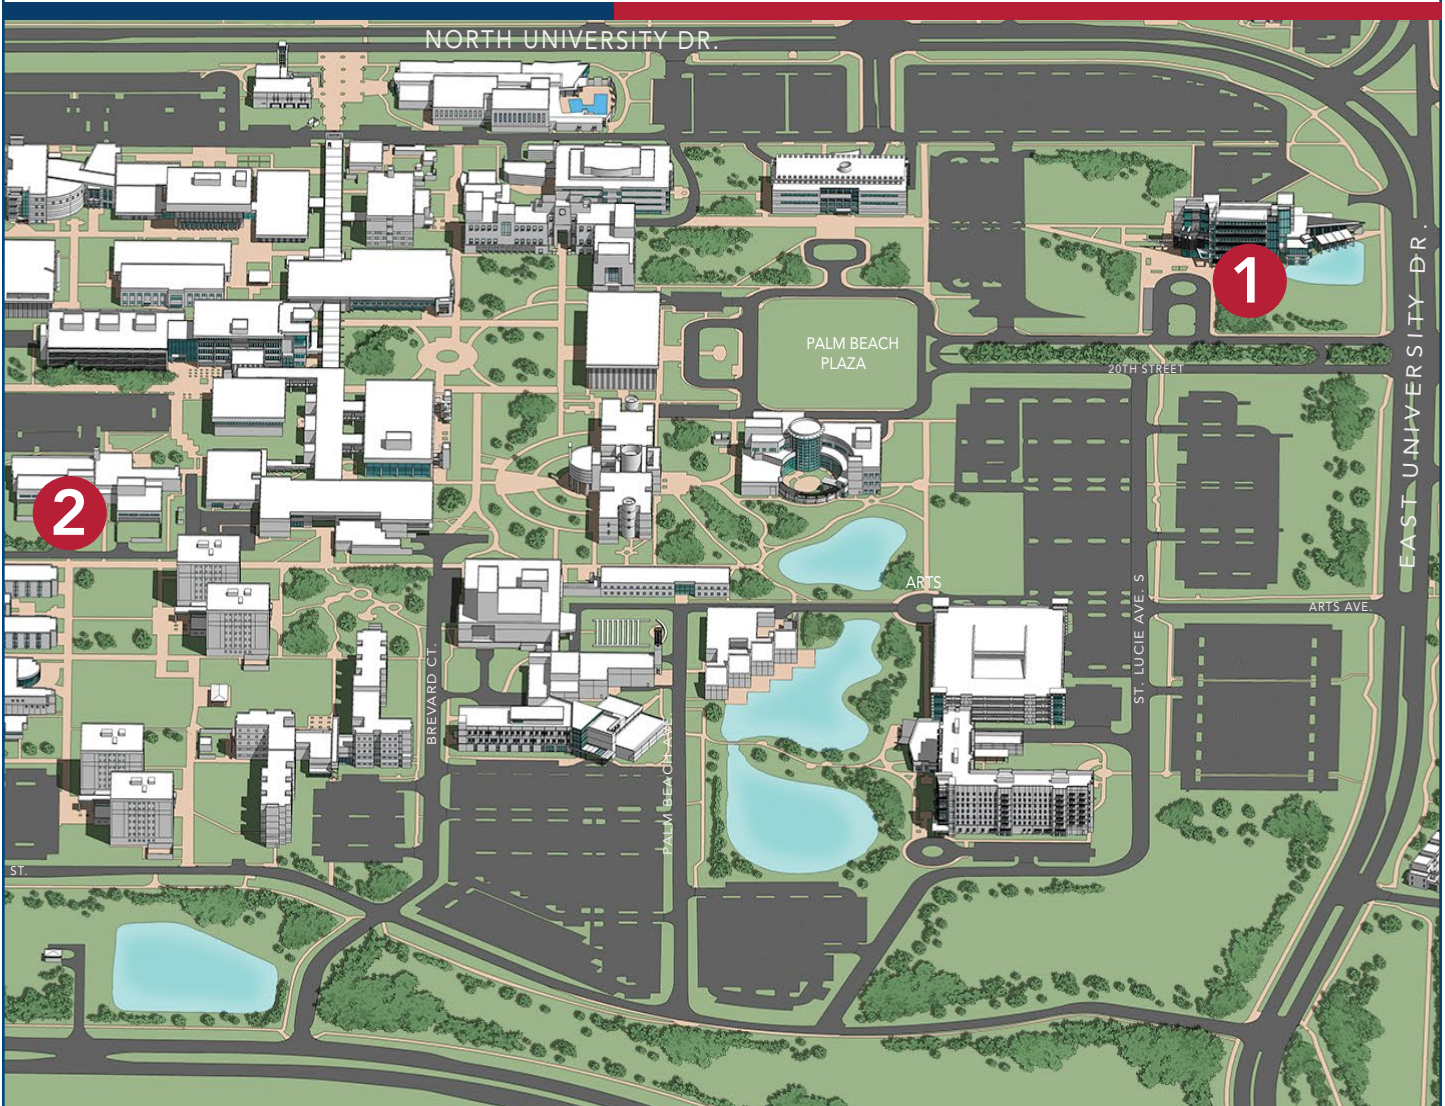 NORTH UNIVERSITY DR.
1
EAST UNIVERSITY DR.
PALM BEACH
PLAZA
20TH STREET
2
ARTS
ARTS AVE.
ST. LUCIE AVE. S
BREVARD CT.
PALM BEACH AVE.
ST.